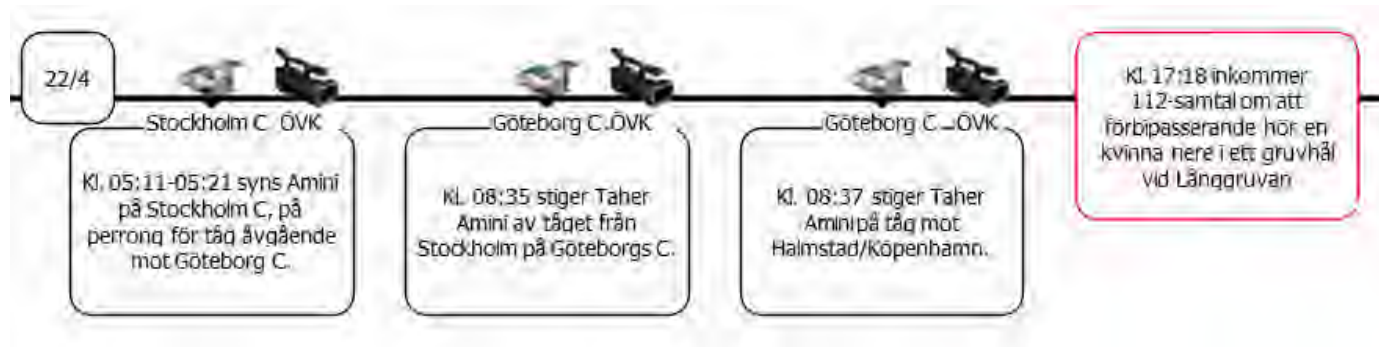 22/4
Stockholm C ÖVK
Kl. 05:11-05:21 syns Amini
på Stockholm C, på
perrong för tåg avgående
mot Göteborg C.
Göteborg C ÖVK
Kl. 08:35 stiger Taher
Amini av tåget från
Stockholm på Göteborgs C.
Göteborg C ÖVK
Kl. 08:37 stiger Taher
Amini på tåg mot
Halmstad/Köpenhamn.
Kl. 17:18 inkommer
112-samtal om att
förbipasserande hör en
kvinna nere i ett gruvhål
vid Långgruvan